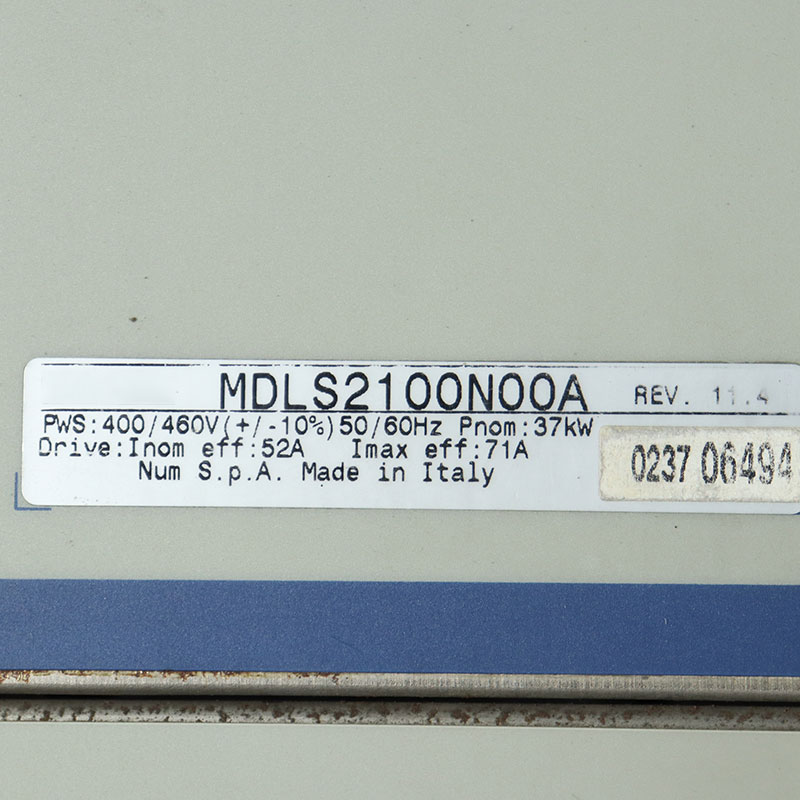 MDLS2100N00A REV. 11.4
PWS:400/460V(+/-10%)50/60Hz Pnom:37kW
Drive:Inom eff:52A Imax eff:71A
Num S.p.A. Made in Italy
0237 06494